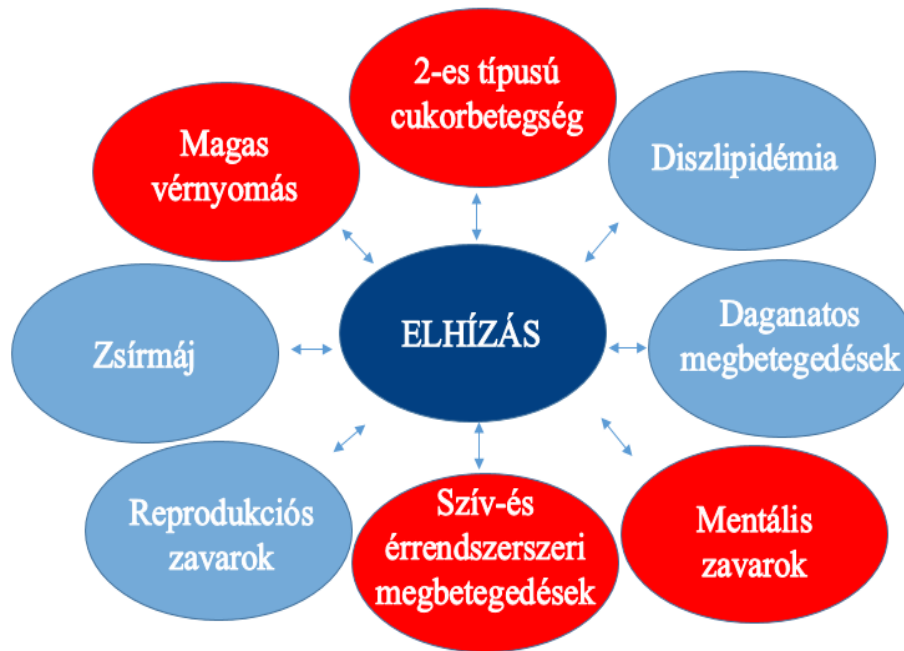 2-es típusú
cukorbetegség
Magas
vérnyomás
Diszlipidémia
ELHÍZÁS
Zsírmáj
Daganatos
megbetegedések
Reprodukciós
zavarok
Szív-és
érrendszerszeri
megbetegedések
Mentális
zavarok